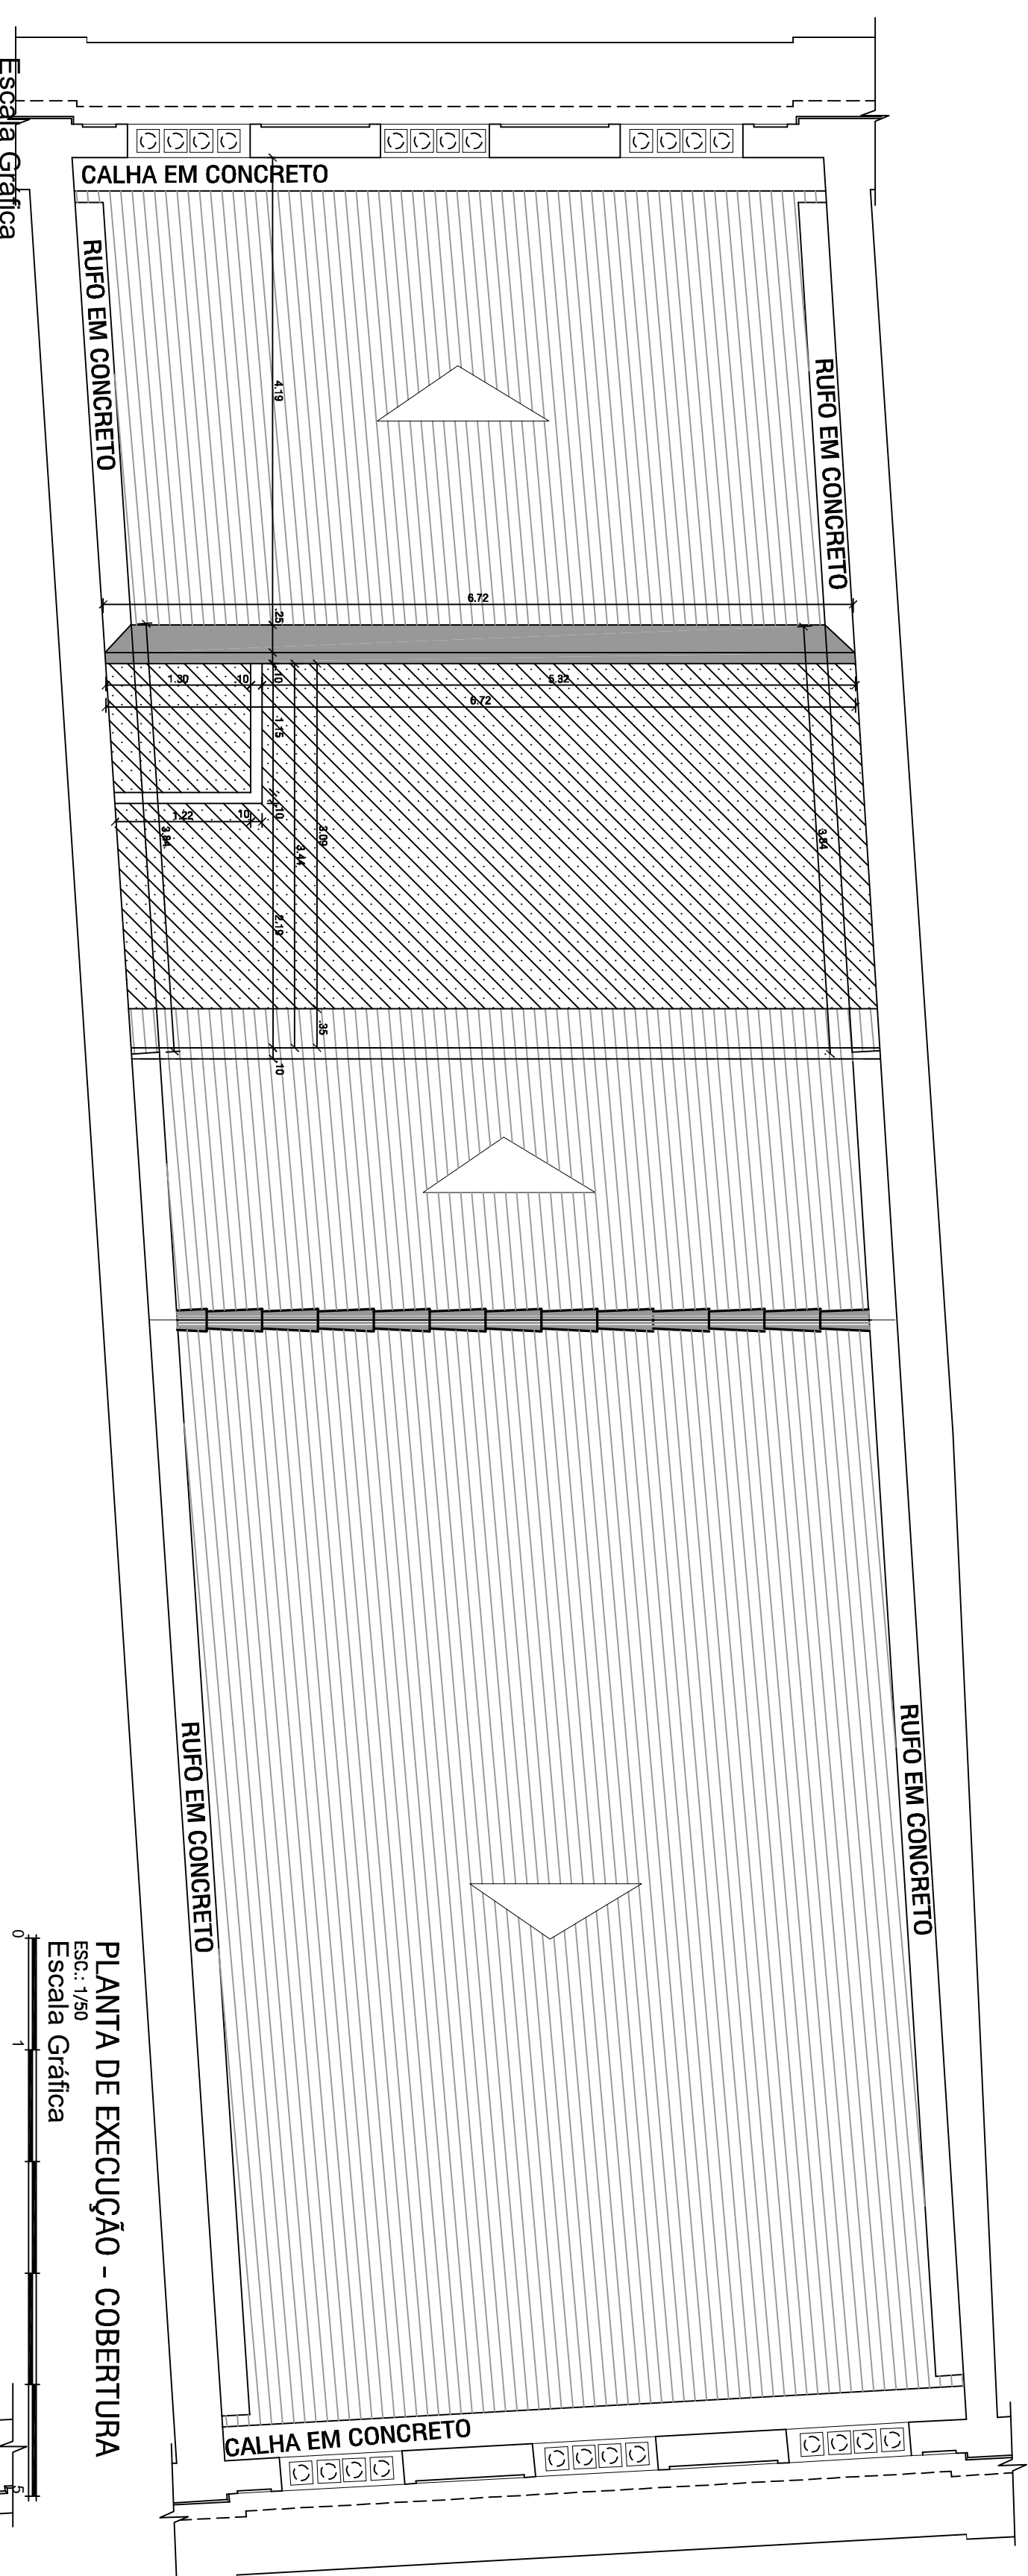 Escala Gráfica
CALHA EM CONCRETO
RUFO EM CONCRETO
RUFO EM CONCRETO
4.19
6.72
.25
1.30
.10
.10
5.32
6.72
1.15
1.22
10
.10
3.84
3.44
3.09
3.84
2.19
.35
.10
RUFO EM CONCRETO
RUFO EM CONCRETO
CALHA EM CONCRETO
PLANTA DE EXECUÇÃO - COBERTURA
ESC.: 1/50
Escala Gráfica
0
1
5